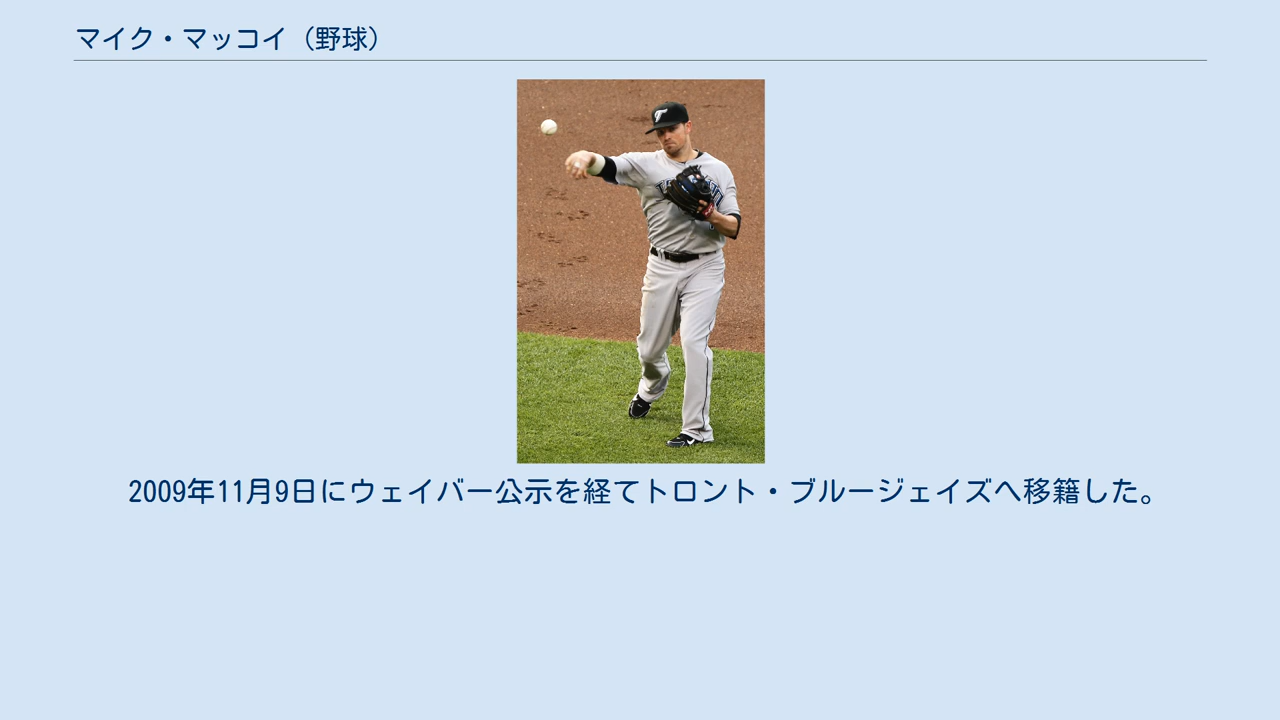 マイク・マッコイ（野球）
2009年11月9日にウェイバー公示を経てトロント・ブルージェイズへ移籍した。